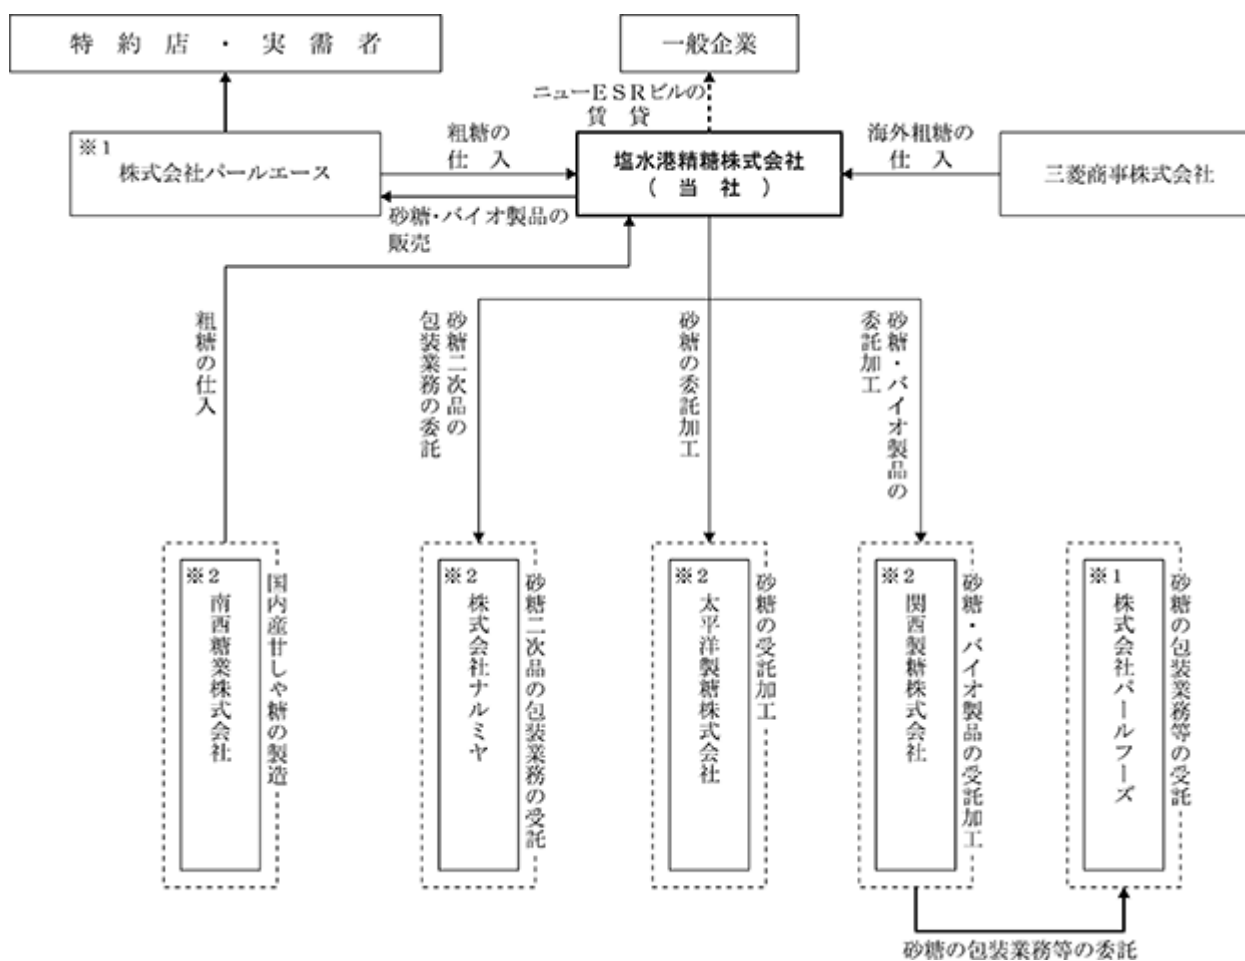 特約店・実需者
一般企業
ニューESRビルの
賃貸
※1
株式会社パールエース
粗糖の
仕入
塩水港精糖株式会社
(当社)
海外粗糖の
仕入
三菱商事株式会社
砂糖・バイオ製品の
販売
粗糖の仕入
砂糖二次品の
包装業務の委託
砂糖の委託加工
砂糖・バイオ製品の
委託加工
※2
南西糖業株式会社
国内産甘しゃ糖の製造
※2
株式会社ナルミヤ
砂糖二次品の包装業務の受託
※2
太平洋製糖株式会社
砂糖の受託加工
※2
関西製糖株式会社
砂糖・バイオ製品の受託加工
※1
株式会社パールフーズ
砂糖の包装業務等の受託
砂糖の包装業務等の委託